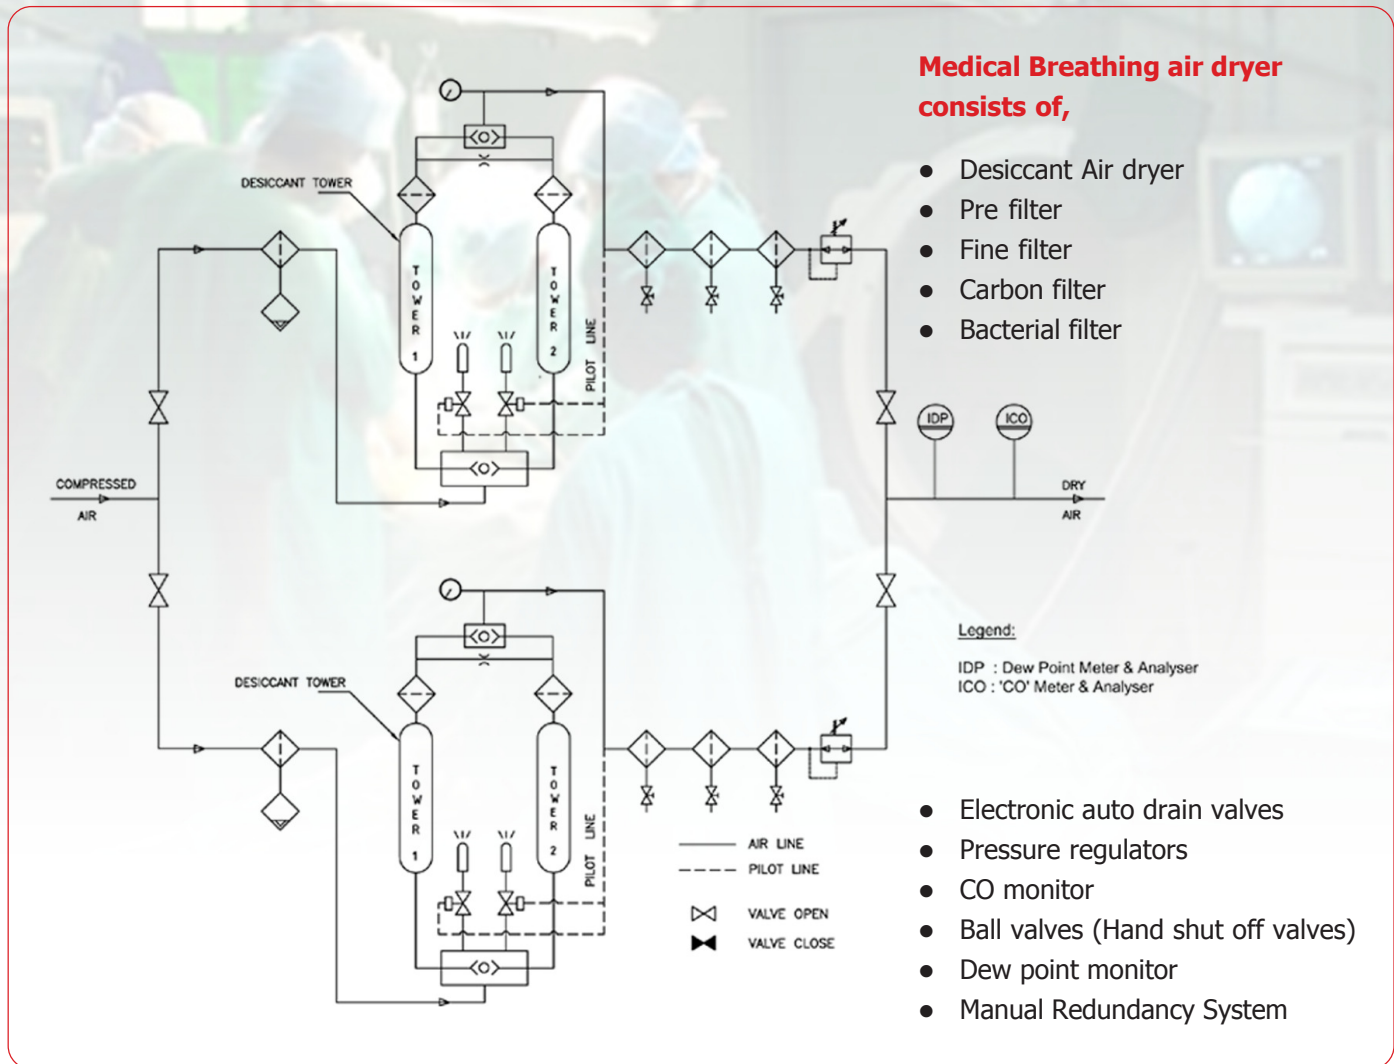 Medical Breathing air dryer
consists of,
● Desiccant Air dryer
● Pre filter
● Fine filter
● Carbon filter
● Bacterial filter
DESICCANT TOWER
TOWER 1
TOWER 2
PILOT LINE
COMPRESSED
AIR
IDP
ICO
DRY
AIR
Legend:
IDP : Dew Point Meter & Analyser
ICO : 'CO' Meter & Analyser
DESICCANT TOWER
TOWER 1
TOWER 2
PILOT LINE
AIR LINE
PILOT LINE
VALVE OPEN
VALVE CLOSE
● Electronic auto drain valves
● Pressure regulators
● CO monitor
● Ball valves (Hand shut off valves)
● Dew point monitor
● Manual Redundancy System